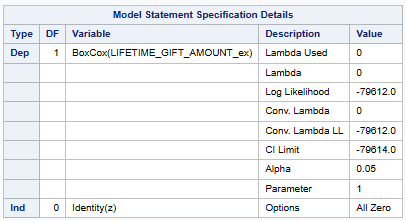 Model Statement Specification Details
Type DF Variable Description Value
Dep 1 BoxCox(LIFETIME_GIFT_AMOUNT_ex) Lambda Used 0
Lambda 0
Log Likelihood -79612.0
Conv. Lambda 0
Conv. Lambda LL -79612.0
CI Limit -79614.0
Alpha 0.05
Parameter 1
Ind 0 Identity(z) Options All Zero